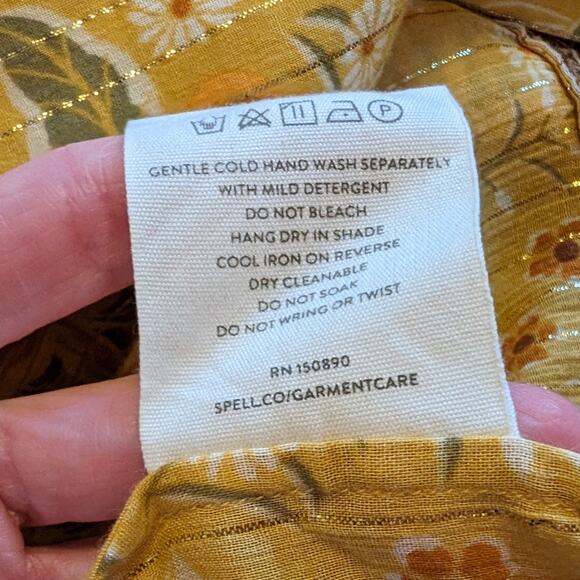 P
GENTLE COLD HAND WASH SEPARATELY
WITH MILD DETERGENT
DO NOT BLEACH
HANG DRY IN SHADE
COOL IRON ON REVERSE
DRY CLEANABLE
DO NOT SOAK
DO NOT WRING OR TWIST
RN 150890
SPELL.CO/GARMENTCARE